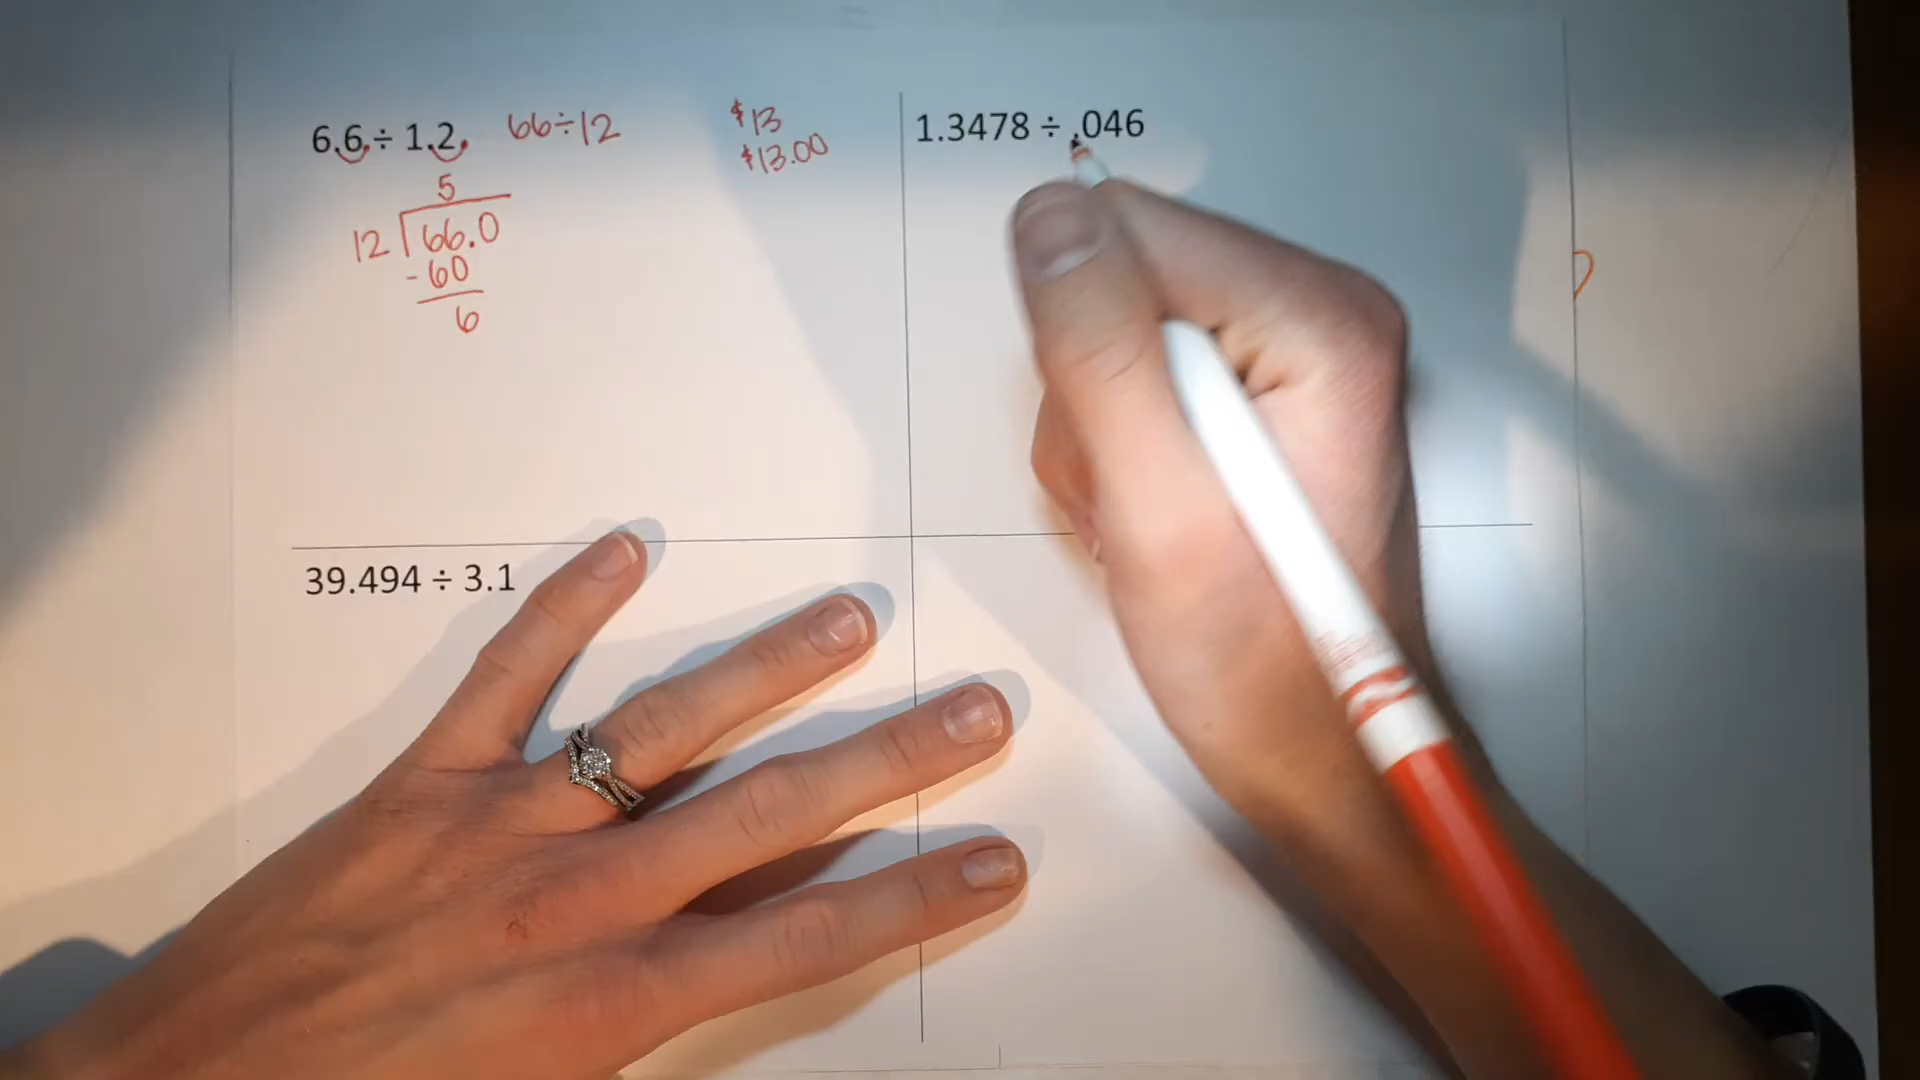 6.6. ÷ 1.2. 66÷12
5
12 66.0
- 60
6
$13
$13.00
1.3478 ÷ .046
39.494 ÷ 3.1